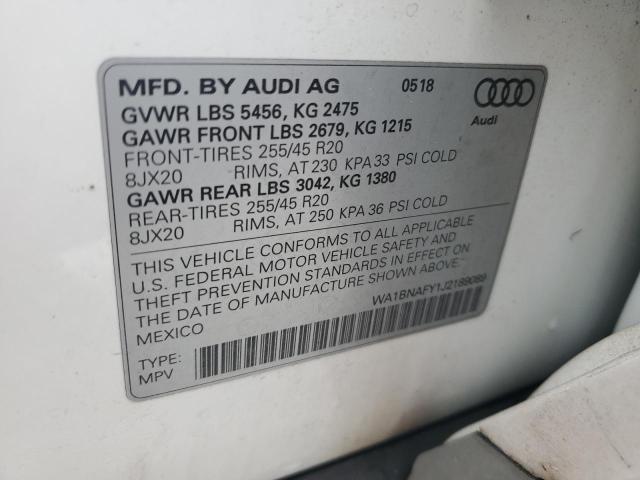 MFD. BY AUDI AG 0518
GVWR LBS 5456, KG 2475
GAWR FRONT LBS 2679, KG 1215
FRONT-TIRES 255/45 R20
8JX20 RIMS, AT 230 KPA 33 PSI COLD
GAWR REAR LBS 3042, KG 1380
REAR-TIRES 255/45 R20
8JX20 RIMS, AT 250 KPA 36 PSI COLD
Audi
THIS VEHICLE CONFORMS TO ALL APPLICABLE
U.S. FEDERAL MOTOR VEHICLE SAFETY AND
THEFT PREVENTION STANDARDS IN EFFECT ON
THE DATE OF MANUFACTURE SHOWN ABOVE.
MEXICO WA1BNAFY1J2189089
TYPE:
MPV